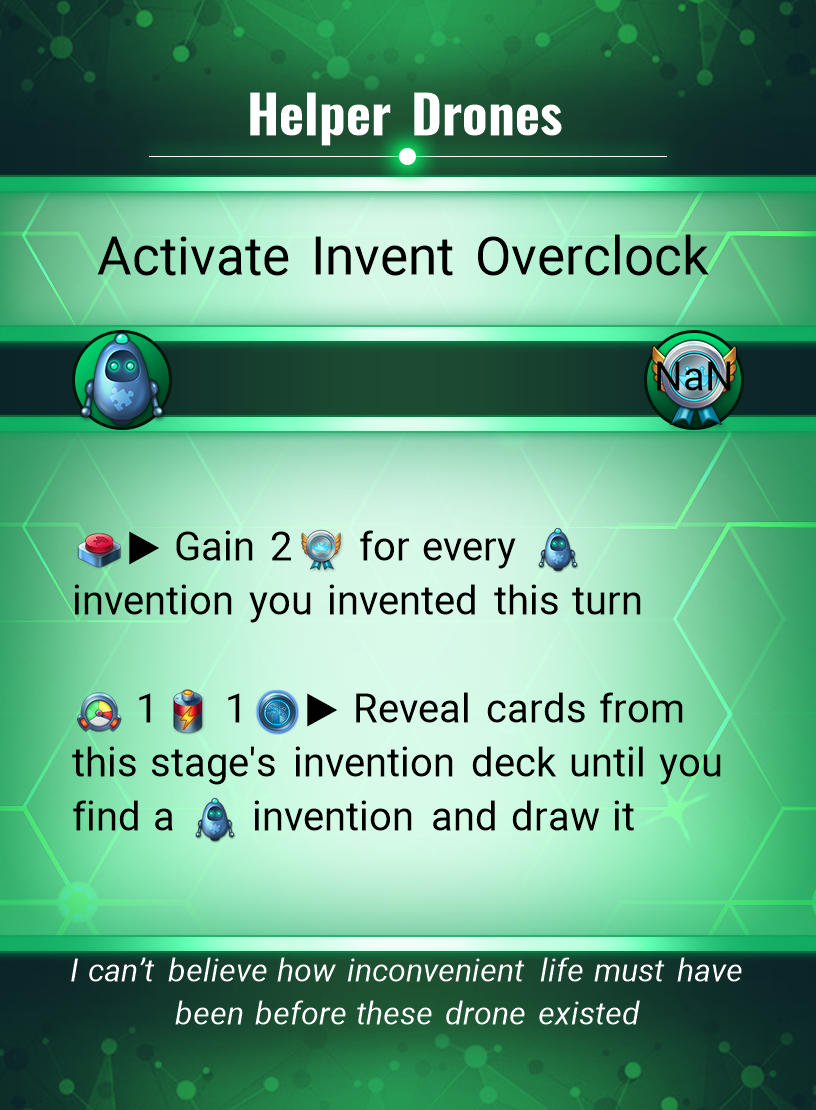 Helper Drones
Activate Invent Overclock
NaN
▶ Gain 2 for every
invention you invented this turn
1 1 ▶ Reveal cards from
this stage's invention deck until you
find a invention and draw it
I can’t believe how inconvenient life must have
been before these drone existed